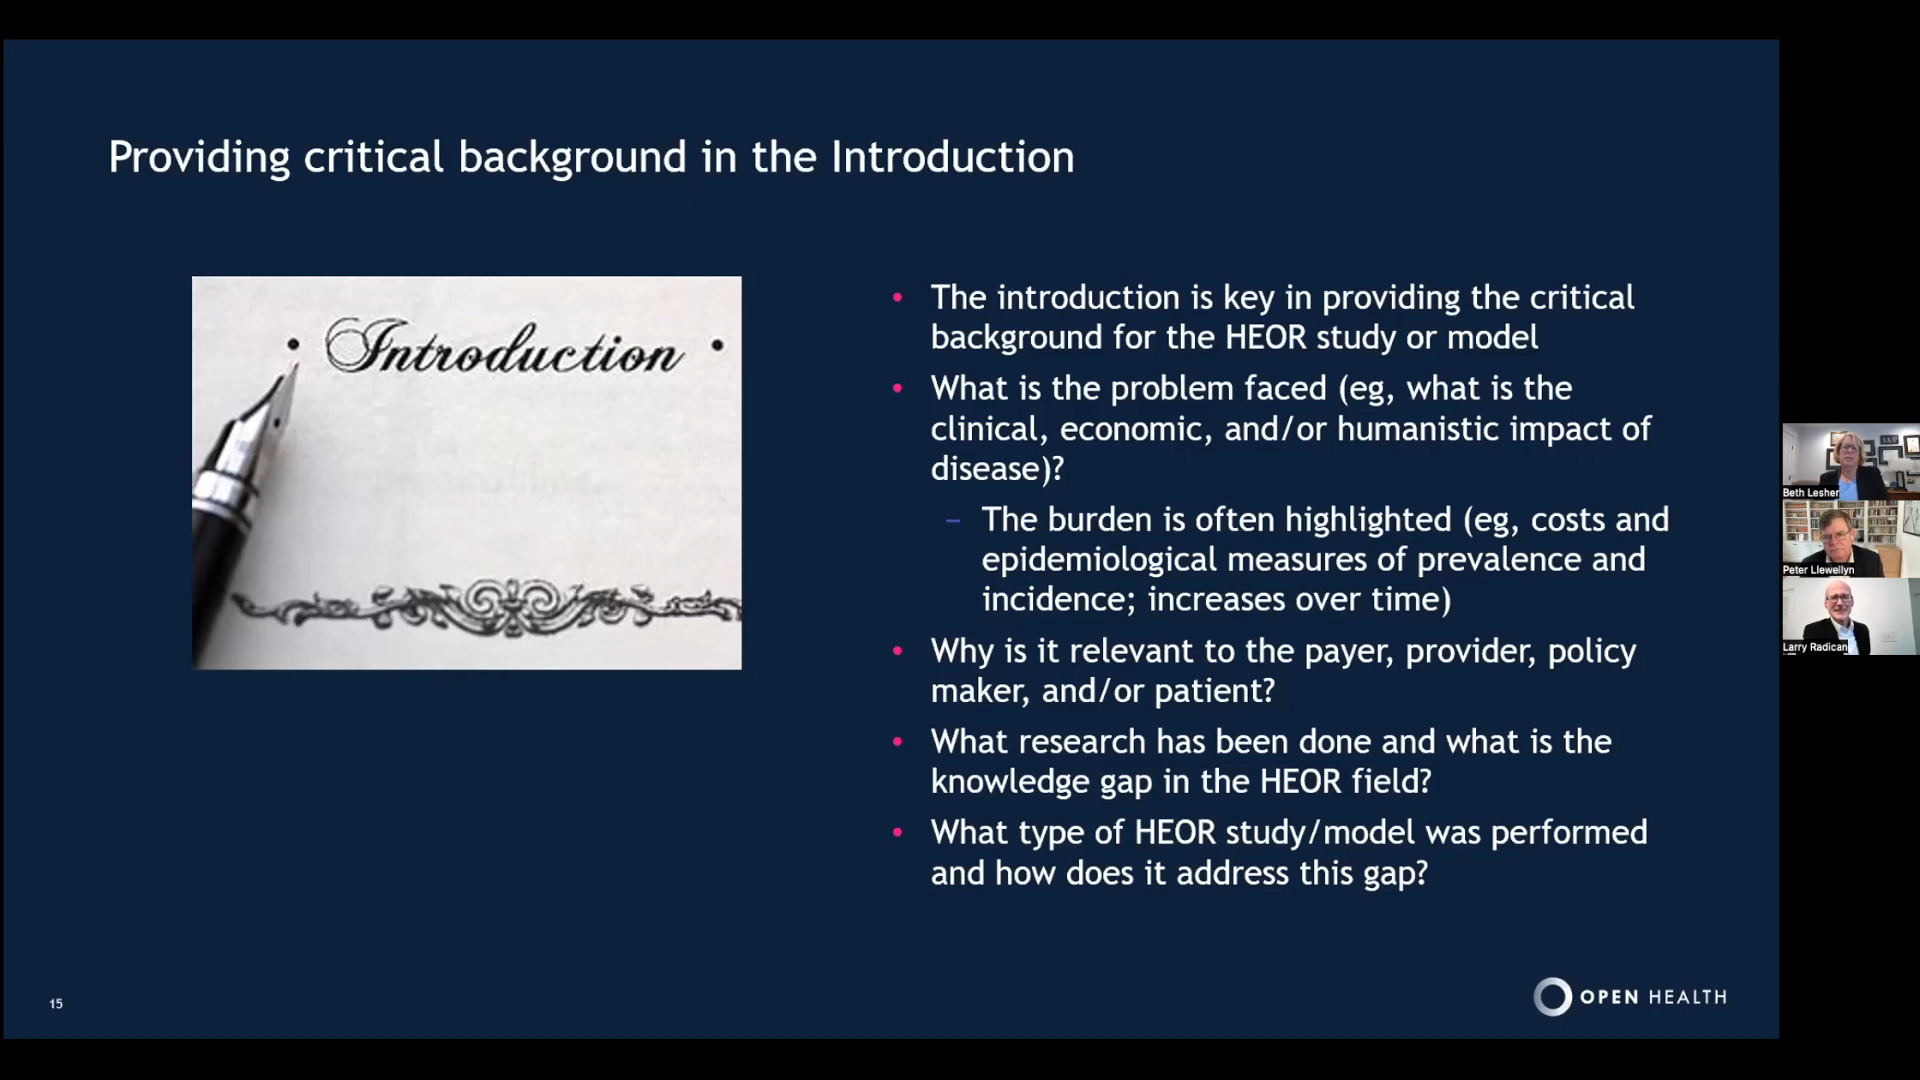 Providing critical background in the Introduction
• Introduction •
• The introduction is key in providing the critical
background for the HEOR study or model
• What is the problem faced (eg, what is the
clinical, economic, and/or humanistic impact of
disease)?
– The burden is often highlighted (eg, costs and
epidemiological measures of prevalence and
incidence; increases over time)
• Why is it relevant to the payer, provider, policy
maker, and/or patient?
• What research has been done and what is the
knowledge gap in the HEOR field?
• What type of HEOR study/model was performed
and how does it address this gap?
Beth Lesher
Peter Llewellyn
Larry Radican
15
OPEN HEALTH